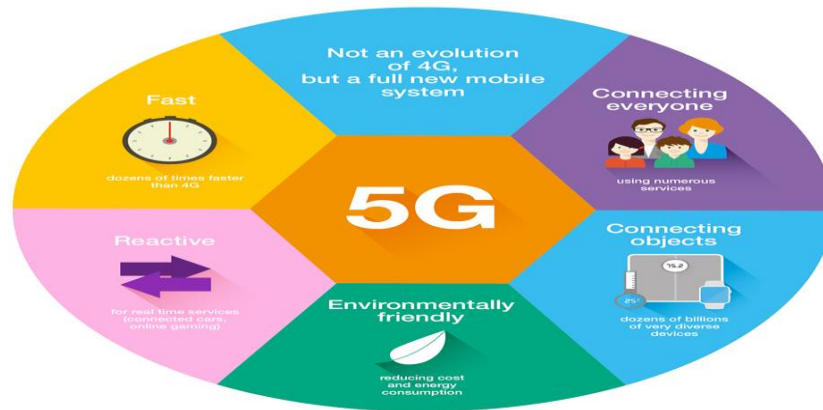 Not an evolution
of 4G,
but a full new mobile
system
Fast
dozens of times faster
than 4G
Connecting
everyone
using numerous
services
5G
Reactive
for real time services
(connected cars,
online gaming)
Connecting
objects
75.2
25°
dozens of billions
of very diverse
devices
Environmentally
friendly
reducing cost
and energy
consumption